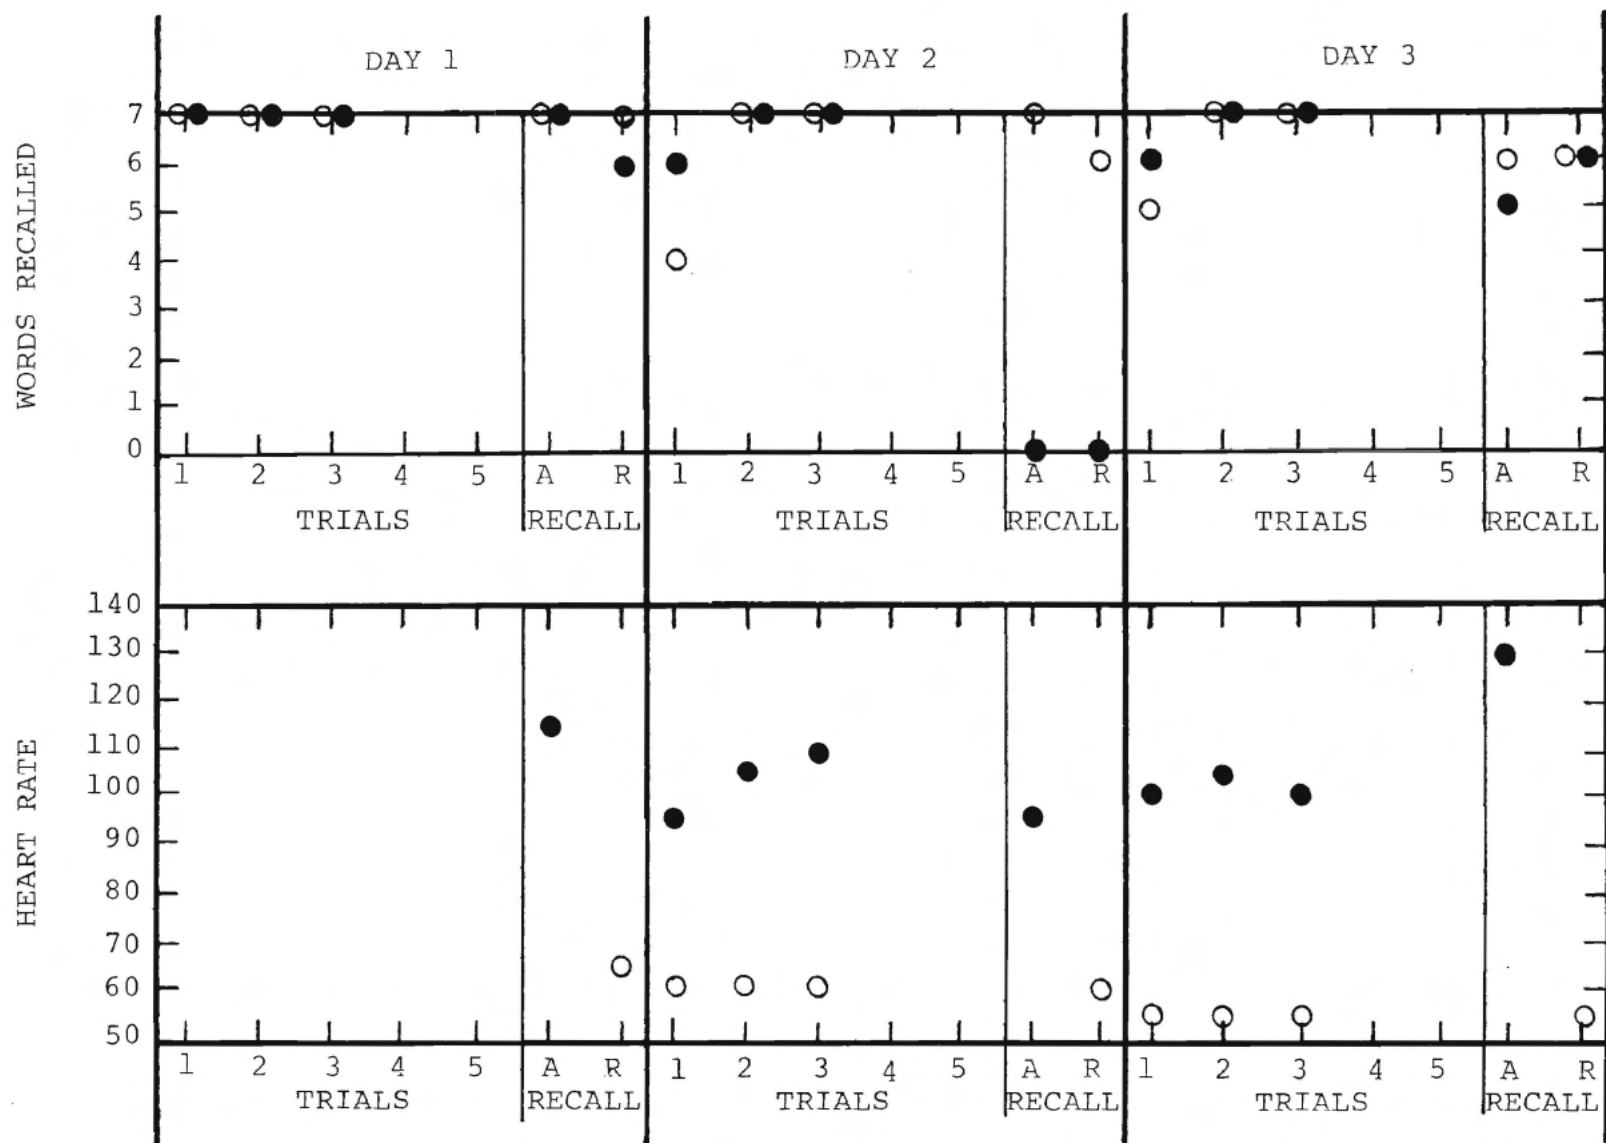 DAY 1 DAY 2 DAY 3
WORDS RECALLED
7
6
5
4
3
2
1
0
1 2 3 4 5 A R 1 2 3 4 5 A R 1 2 3 4 5 A R
TRIALS RECALL TRIALS RECALL TRIALS RECALL
HEART RATE
140
130
120
110
100
90
80
70
60
50
1 2 3 4 5 A R 1 2 3 4 5 A R 1 2 3 4 5 A R
TRIALS RECALL TRIALS RECALL TRIALS RECALL